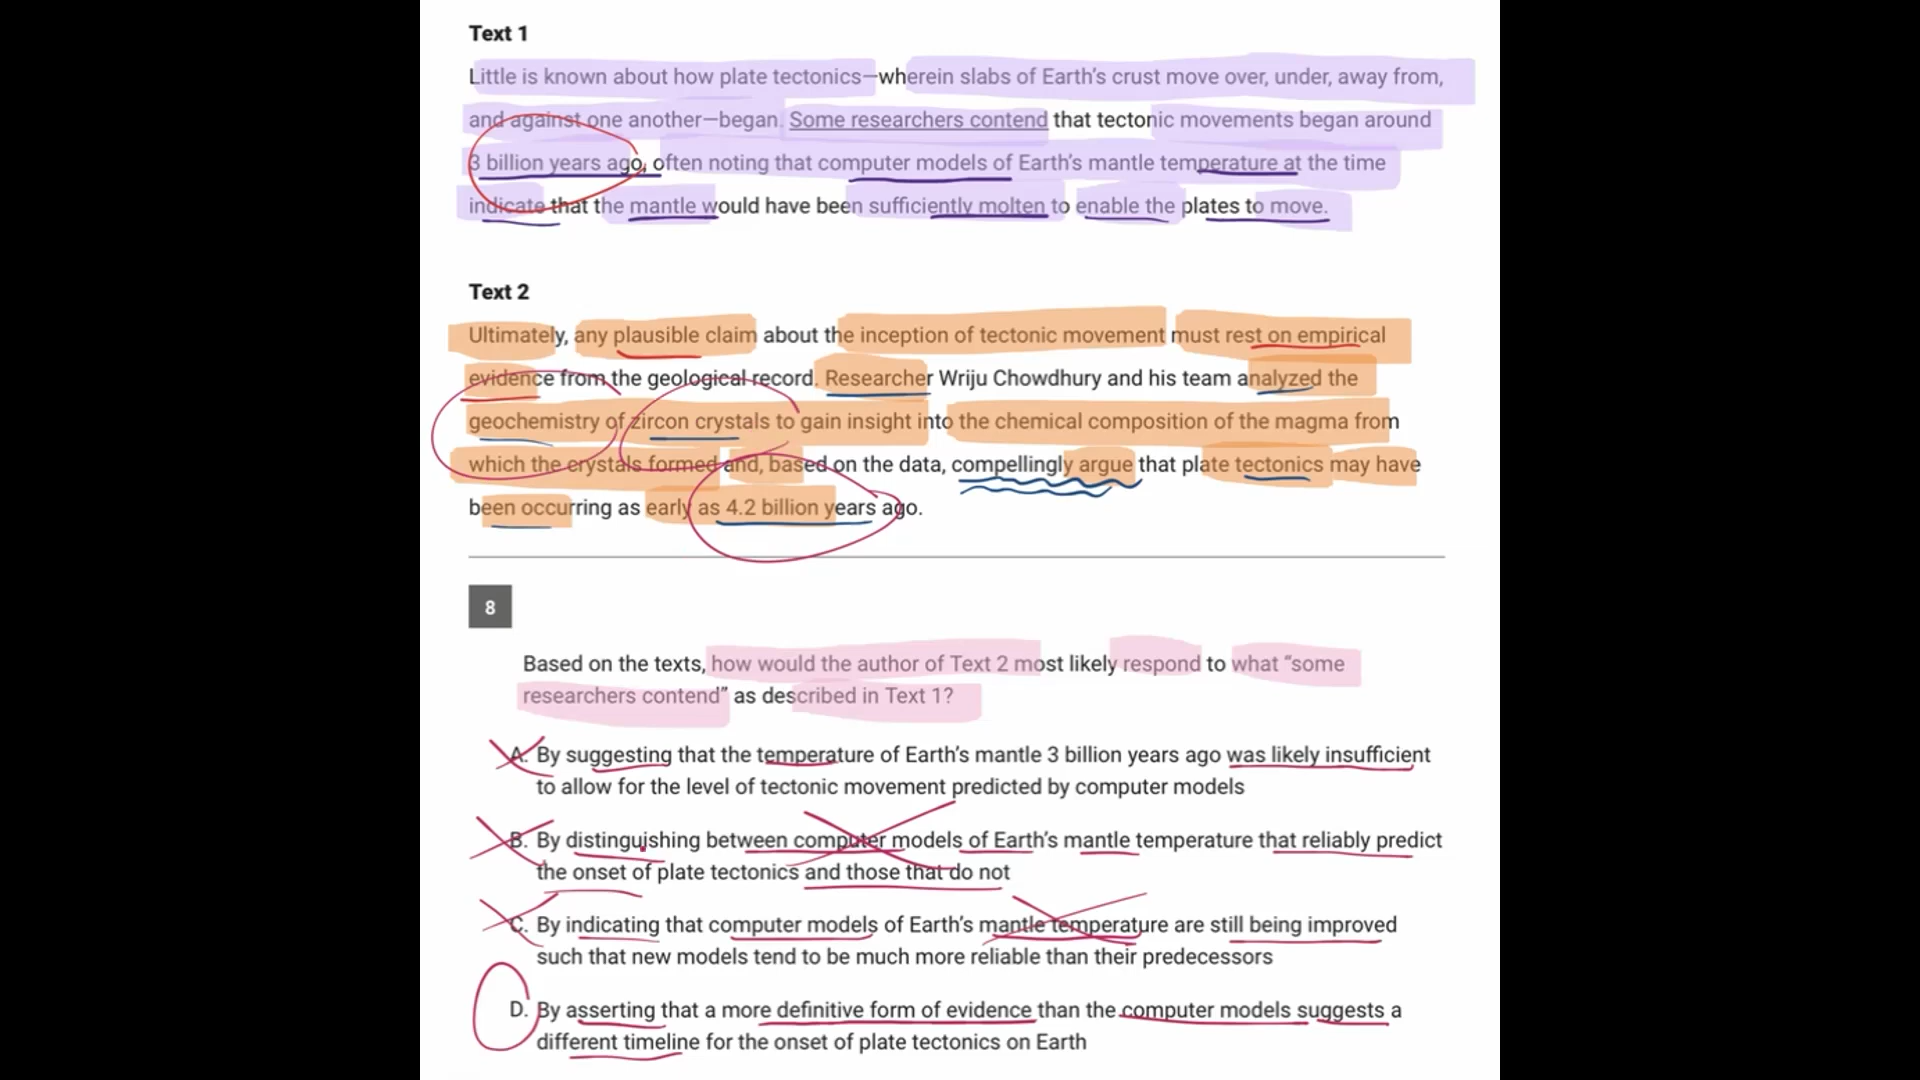 Text 1
Little is known about how plate tectonics—wherein slabs of Earth's crust move over, under, away from,
and against one another—began. Some researchers contend that tectonic movements began around
3 billion years ago, often noting that computer models of Earth's mantle temperature at the time
indicate that the mantle would have been sufficiently molten to enable the plates to move.
Text 2
Ultimately, any plausible claim about the inception of tectonic movement must rest on empirical
evidence from the geological record. Researcher Wriju Chowdhury and his team analyzed the
geochemistry of zircon crystals to gain insight into the chemical composition of the magma from
which the crystals formed and, based on the data, compellingly argue that plate tectonics may have
been occurring as early as 4.2 billion years ago.
8
Based on the texts, how would the author of Text 2 most likely respond to what “some
researchers contend” as described in Text 1?
A. By suggesting that the temperature of Earth's mantle 3 billion years ago was likely insufficient
to allow for the level of tectonic movement predicted by computer models
B. By distinguishing between computer models of Earth's mantle temperature that reliably predict
the onset of plate tectonics and those that do not
C. By indicating that computer models of Earth's mantle temperature are still being improved
such that new models tend to be much more reliable than their predecessors
D. By asserting that a more definitive form of evidence than the computer models suggests a
different timeline for the onset of plate tectonics on Earth